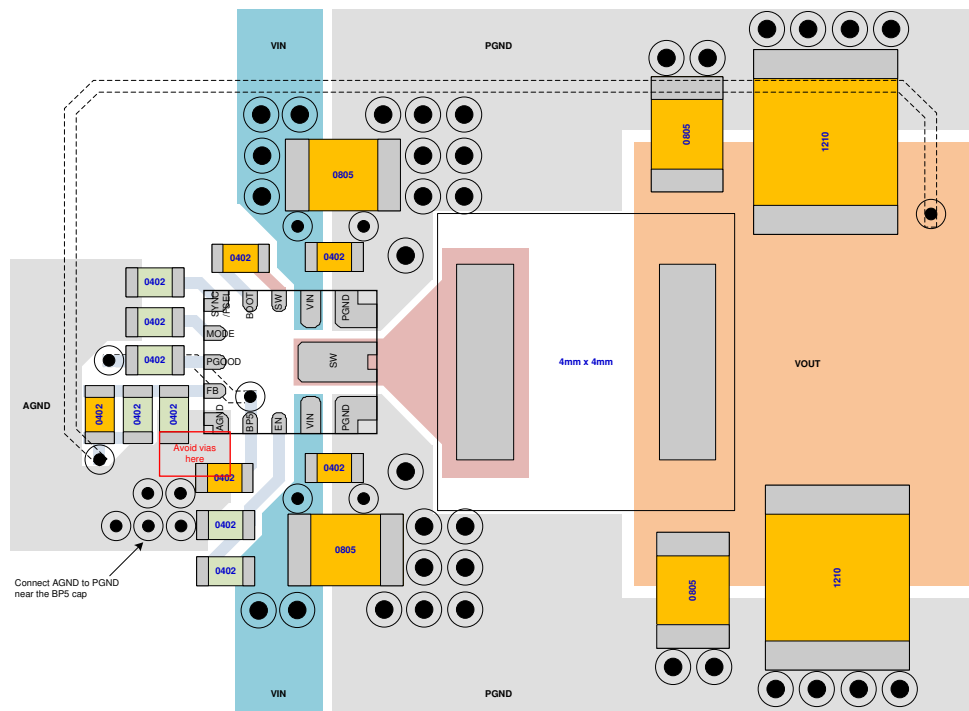 VIN
PGND
0805
1210
0805
0402
0402
0402
0402
0402
SYNC
/PSEL
BOOT
SW
VIN
PGND
MODE
PGOOD
SW
FB
AGND
BP5
EN
VIN
PGND
4mm x 4mm
VOUT
AGND
0402
0402
0402
Avoid vias
here
0402
0402
0402
0402
0805
0805
1210
Connect AGND to PGND
near the BP5 cap
VIN
PGND